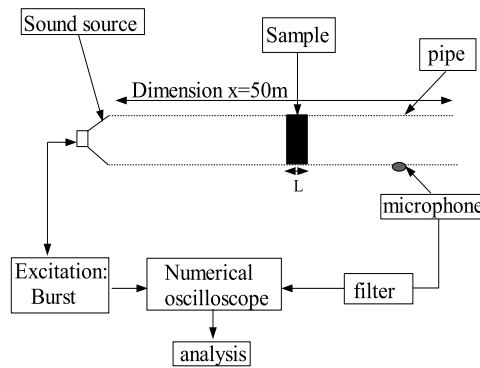 Sound source
Sample
pipe
Dimension x=50m
L
microphone
Excitation:
Burst
Numerical
oscilloscope
filter
analysis